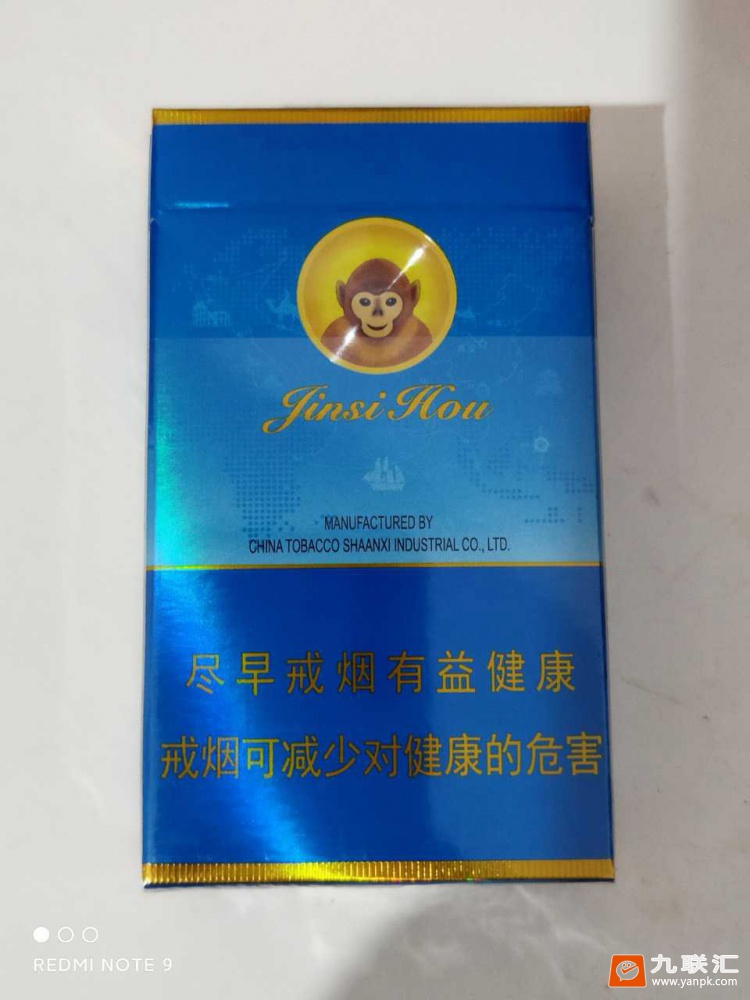 Jinsi Hou
MANUFACTURED BY
CHINA TOBACCO SHAANXI INDUSTRIAL CO., LTD.
尽早戒烟有益健康
戒烟可减少对健康的危害
REDMI NOTE 9
九联汇
www.yanpk.com